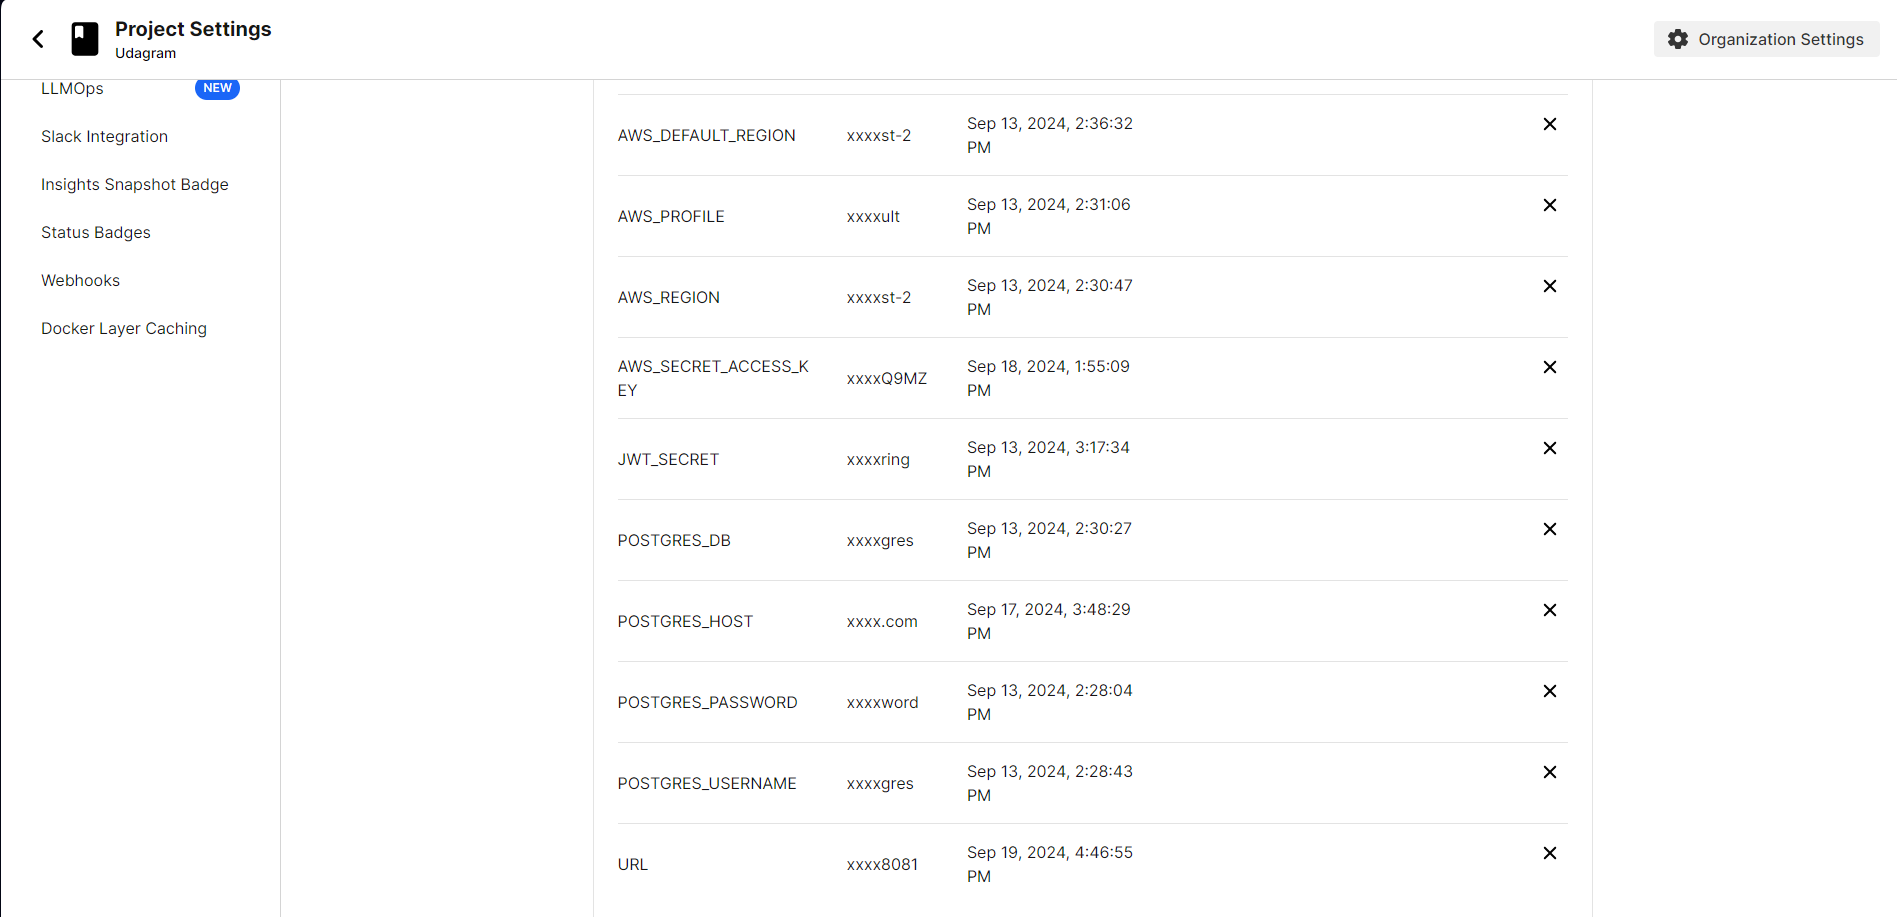 Project Settings
Udagram
Organization Settings
LLMOps
NEW
Slack Integration
Insights Snapshot Badge
Status Badges
Webhooks
Docker Layer Caching
AWS_DEFAULT_REGION xxxxst-2 Sep 13, 2024, 2:36:32
PM
AWS_PROFILE xxxxult Sep 13, 2024, 2:31:06
PM
AWS_REGION xxxxst-2 Sep 13, 2024, 2:30:47
PM
AWS_SECRET_ACCESS_K xxxxQ9MZ Sep 18, 2024, 1:55:09
EY PM
JWT_SECRET xxxxring Sep 13, 2024, 3:17:34
PM
POSTGRES_DB xxxxgres Sep 13, 2024, 2:30:27
PM
POSTGRES_HOST xxxx.com Sep 17, 2024, 3:48:29
PM
POSTGRES_PASSWORD xxxxword Sep 13, 2024, 2:28:04
PM
POSTGRES_USERNAME xxxxgres Sep 13, 2024, 2:28:43
PM
URL xxxx8081 Sep 19, 2024, 4:46:55
PM